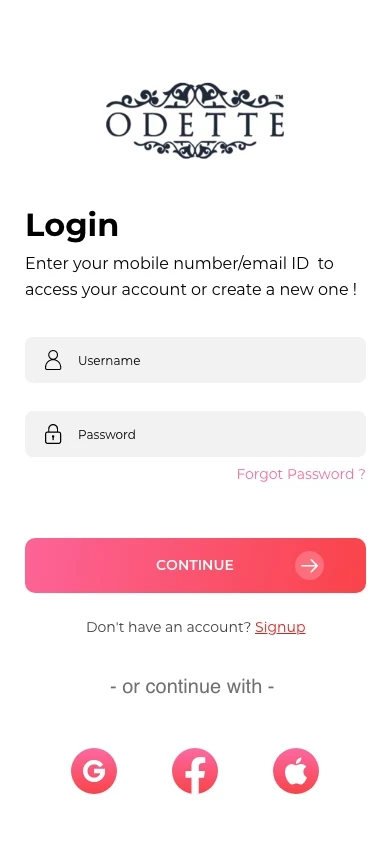 ODETTE™
Login
Enter your mobile number/email ID  to
access your account or create a new one !
Username
Password
Forgot Password ?
CONTINUE
Don't have an account? Signup
- or continue with -
G
f